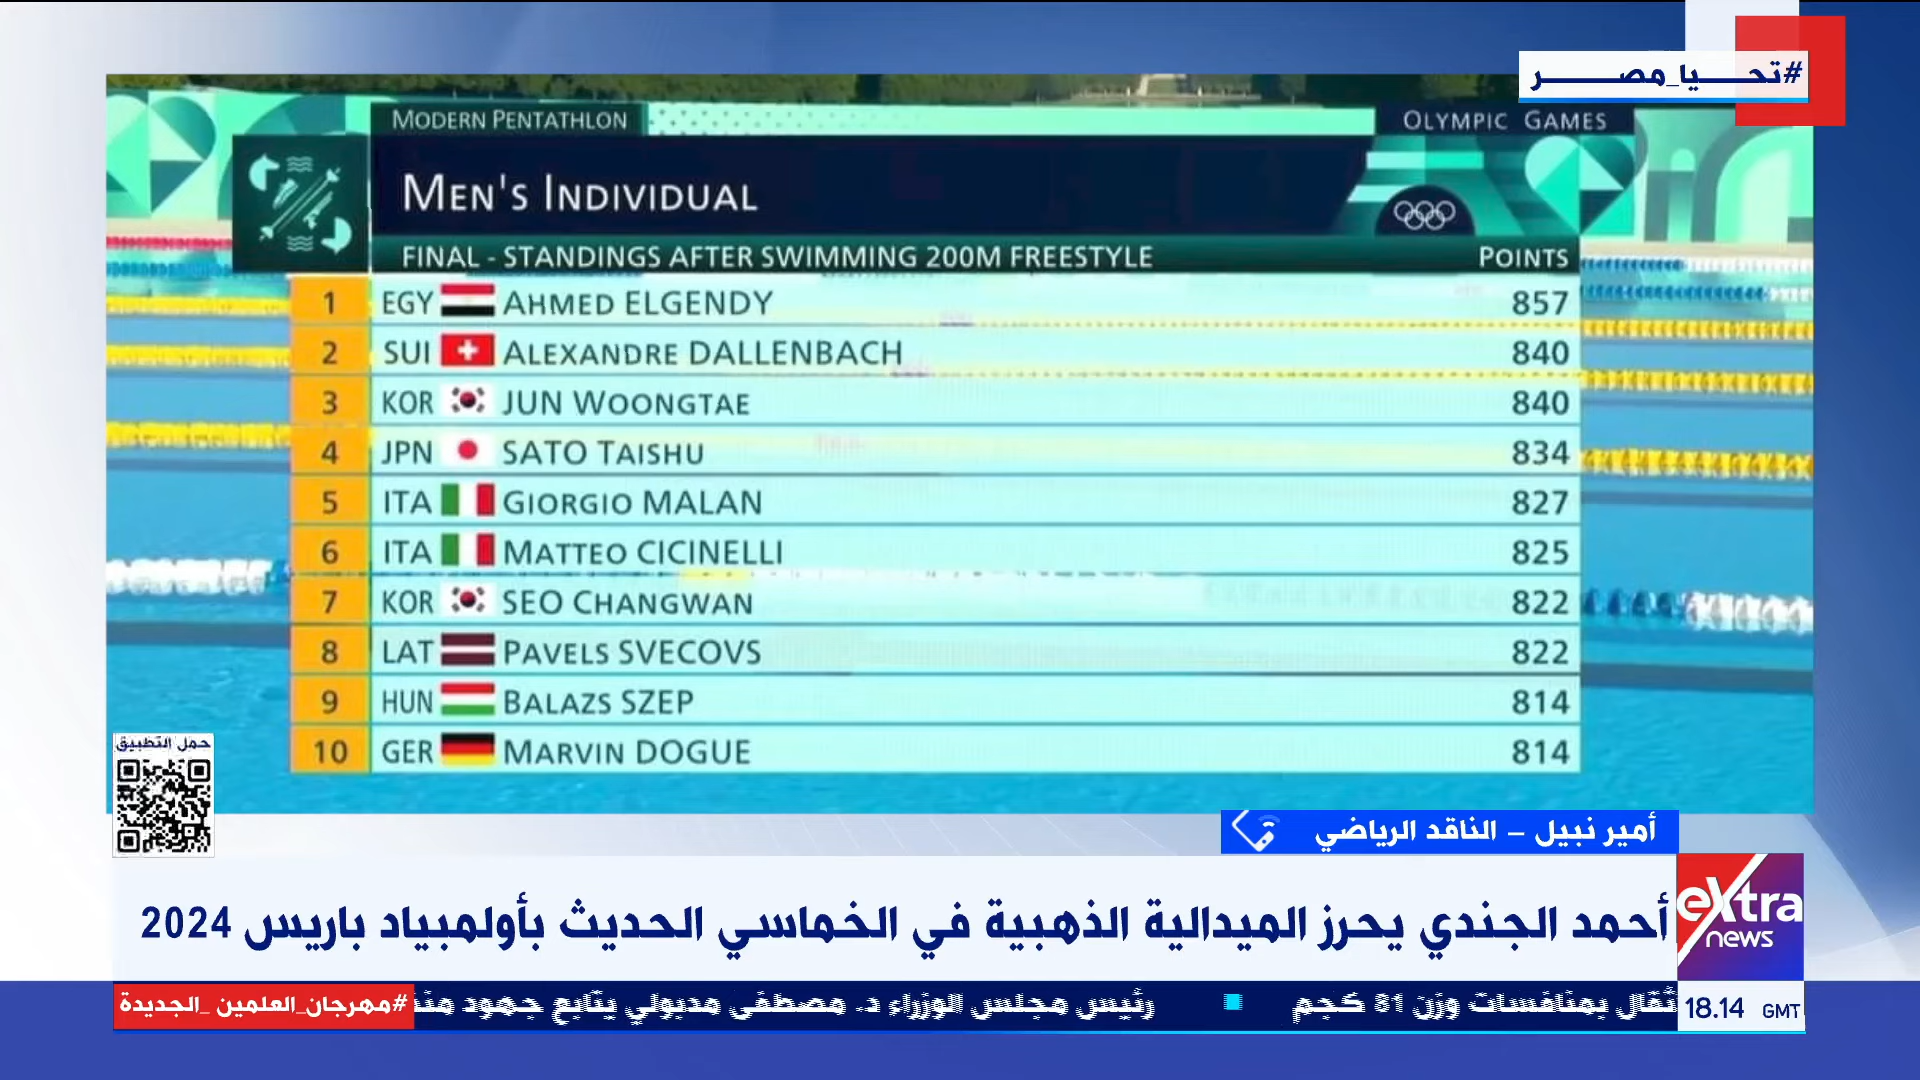 #تحـــيا_مصـــــر
MODERN PENTATHLON
OLYMPIC GAMES
MEN'S INDIVIDUAL
FINAL - STANDINGS AFTER SWIMMING 200M FREESTYLE POINTS
1 EGY AHMED ELGENDY 857
2 SUI ALEXANDRE DALLENBACH 840
3 KOR JUN WOONGTAE 840
4 JPN SATO TAISHU 834
5 ITA GIORGIO MALAN 827
6 ITA MATTEO CICINELLI 825
7 KOR SEO CHANGWAN 822
8 LAT PAVELS SVECOVS 822
9 HUN BALAZS SZEP 814
10 GER MARVIN DOGUE 814
حمل التطبيق
أمير نبيل – الناقد الرياضي
أحمد الجندي يحرز الميدالية الذهبية في الخماسي الحديث بأولمبياد باريس 2024
eXtra
news
بمنافسات وزن 81 كجم
رئيس مجلس الوزراء د. مصطفى مدبولي يتابع جهود
#مهرجان_العلمين _الجديدة
18.14 GMT